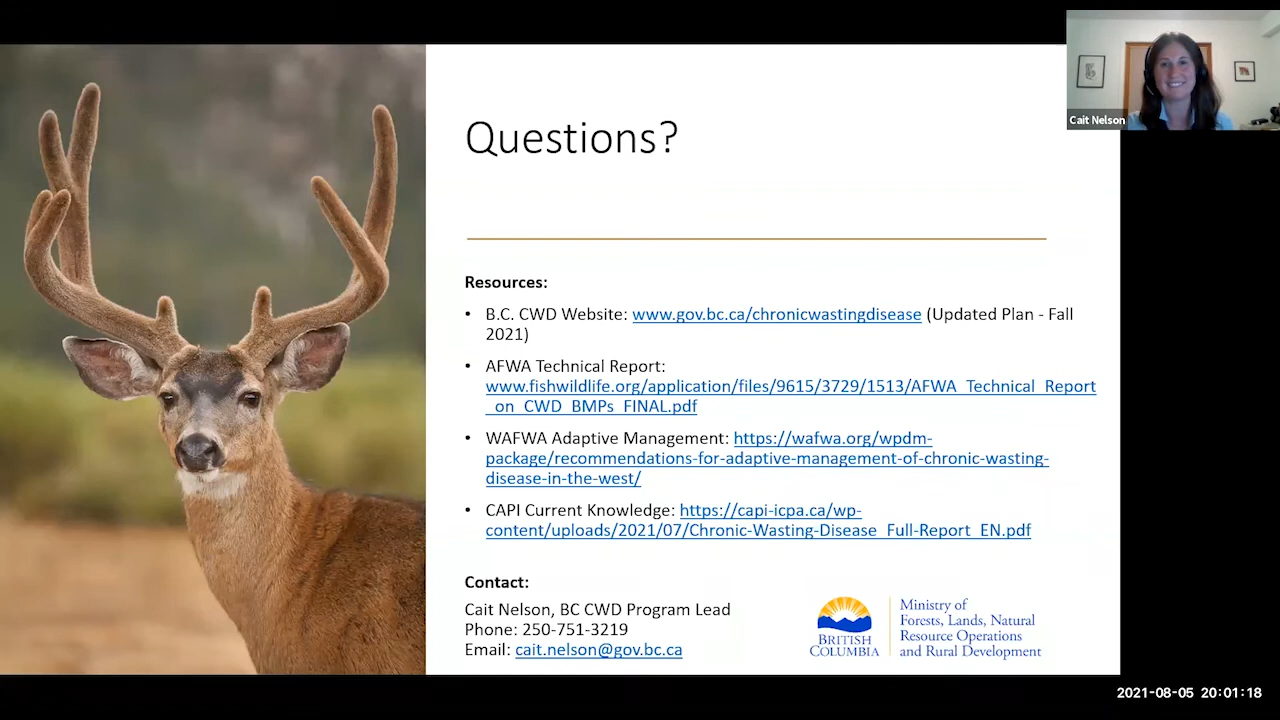 Cait Nelson
Questions?
Resources:
• B.C. CWD Website: www.gov.bc.ca/chronicwastingdisease (Updated Plan - Fall
2021)
• AFWA Technical Report:
www.fishwildlife.org/application/files/9615/3729/1513/AFWA_Technical_Report
_on_CWD_BMPs_FINAL.pdf
• WAFWA Adaptive Management: https://wafwa.org/wpdm-
package/recommendations-for-adaptive-management-of-chronic-wasting-
disease-in-the-west/
• CAPI Current Knowledge: https://capi-icpa.ca/wp-
content/uploads/2021/07/Chronic-Wasting-Disease_Full-Report_EN.pdf
Contact:
Cait Nelson, BC CWD Program Lead
Phone: 250-751-3219
Email: cait.nelson@gov.bc.ca
BRITISH
COLUMBIA
Ministry of
Forests, Lands, Natural
Resource Operations
and Rural Development
2021-08-05 20:01:18